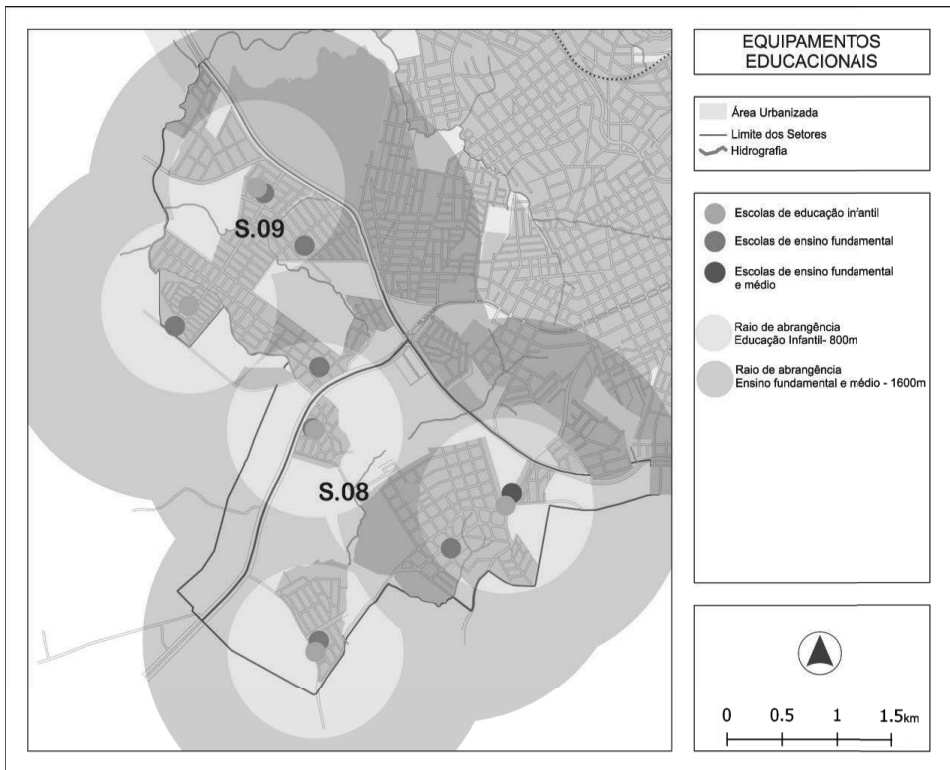 EQUIPAMENTOS
EDUCACIONAIS
Área Urbanizada
Limite dos Setores
Hidrografia
Escolas de educação infantil
Escolas de ensino fundamental
Escolas de ensino fundamental
e médio
Raio de abrangência
Educação Infantil- 800m
Raio de abrangência
Ensino fundamental e médio - 1600m
S.09
S.08
0 0.5 1 1.5km